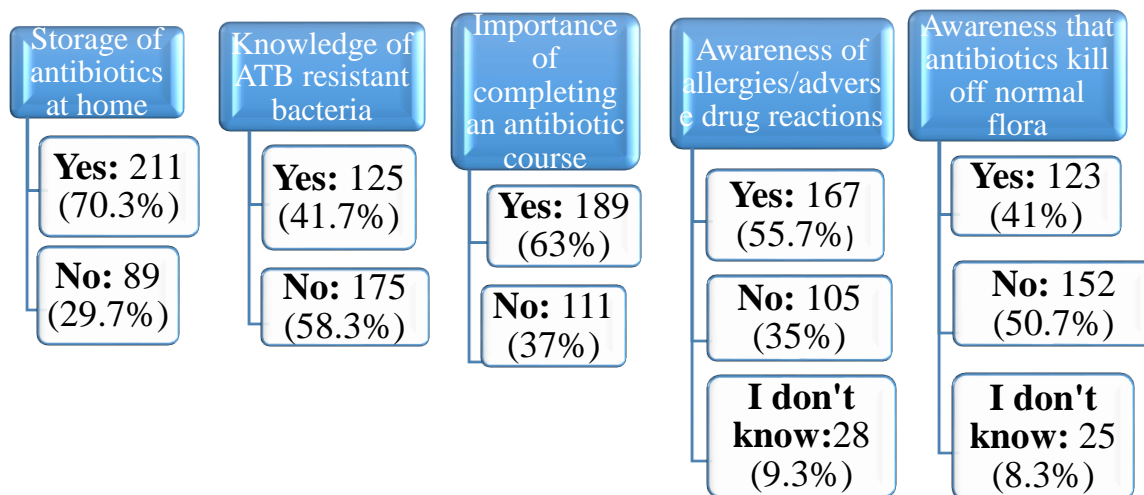 Storage of
antibiotics
at home
Yes: 211
(70.3%)
No: 89
(29.7%)
Knowledge of
ATB resistant
bacteria
Yes: 125
(41.7%)
No: 175
(58.3%)
Importance
of
completing
an antibiotic
course
Yes: 189
(63%)
No: 111
(37%)
Awareness of
allergies/advers
e drug reactions
Yes: 167
(55.7%)
No: 105
(35%)
I don't
know:28
(9.3%)
Awareness that
antibiotics kill
off normal
flora
Yes: 123
(41%)
No: 152
(50.7%)
I don't
know: 25
(8.3%)